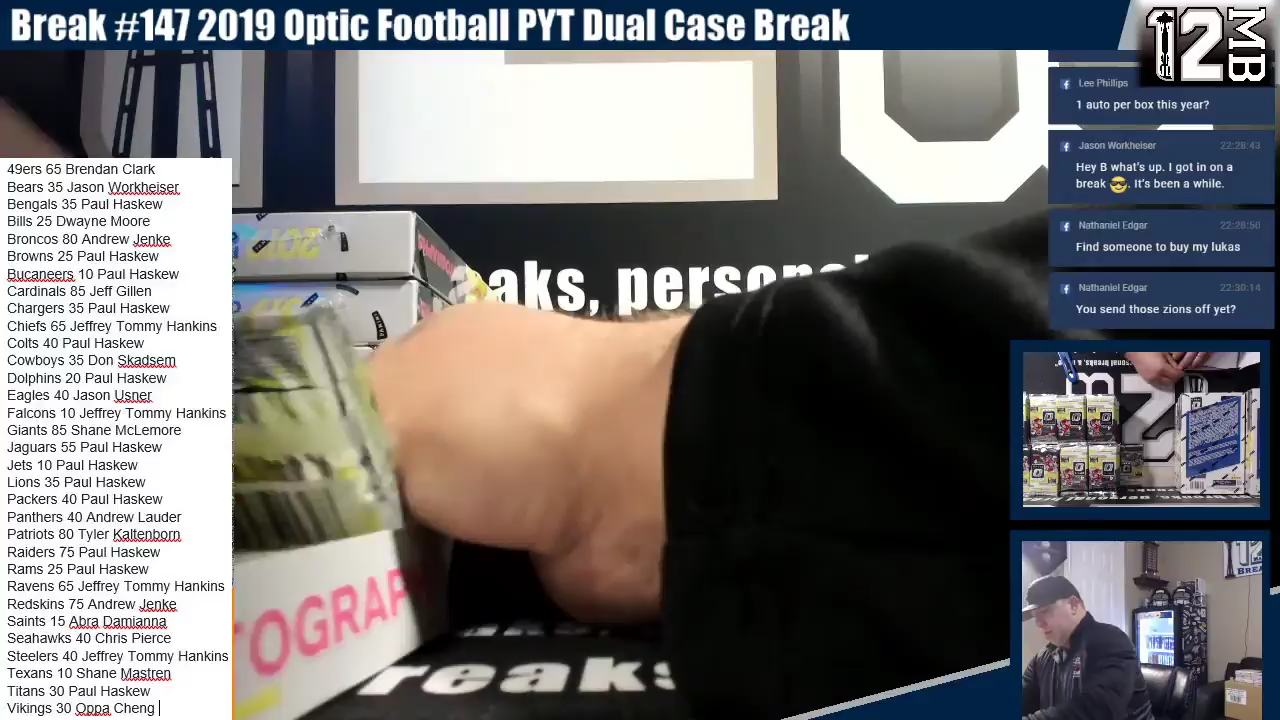 Break #147 2019 Optic Football PYT Dual Case Break
12
MB
Lee Phillips
1 auto per box this year?
Jason Workheiser 22:28:43
Hey B what's up. I got in on a
break 😎. It's been a while.
Nathaniel Edgar 22:28:50
Find someone to buy my lukas
Nathaniel Edgar 22:30:14
You send those zions off yet?
49ers 65 Brendan Clark
Bears 35 Jason Workheiser
Bengals 35 Paul Haskew
Bills 25 Dwayne Moore
Broncos 80 Andrew Jenke
Browns 25 Paul Haskew
Bucaneers 10 Paul Haskew
Cardinals 85 Jeff Gillen
Chargers 35 Paul Haskew
Chiefs 65 Jeffrey Tommy Hankins
Colts 40 Paul Haskew
Cowboys 35 Don Skadsem
Dolphins 20 Paul Haskew
Eagles 40 Jason Usner
Falcons 10 Jeffrey Tommy Hankins
Giants 85 Shane McLemore
Jaguars 55 Paul Haskew
Jets 10 Paul Haskew
Lions 35 Paul Haskew
Packers 40 Paul Haskew
Panthers 40 Andrew Lauder
Patriots 80 Tyler Kaltenborn
Raiders 75 Paul Haskew
Rams 25 Paul Haskew
Ravens 65 Jeffrey Tommy Hankins
Redskins 75 Andrew Jenke
Saints 15 Abra Damianna
Seahawks 40 Chris Pierce
Steelers 40 Jeffrey Tommy Hankins
Texans 10 Shane Mastren
Titans 30 Paul Haskew
Vikings 30 Oppa Cheng
aks, personal
TOGRAP
reaks